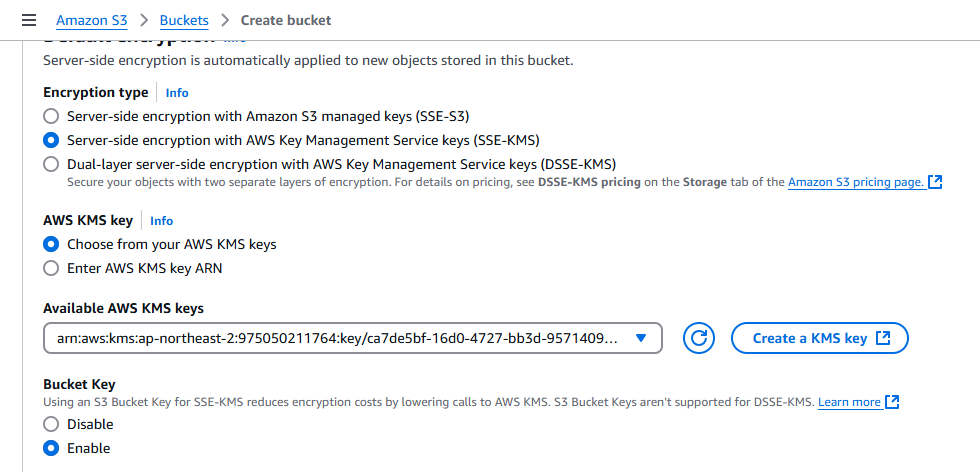 Amazon S3 > Buckets > Create bucket
Default encryption Info
Server-side encryption is automatically applied to new objects stored in this bucket.
Encryption type Info
Server-side encryption with Amazon S3 managed keys (SSE-S3)
Server-side encryption with AWS Key Management Service keys (SSE-KMS)
Dual-layer server-side encryption with AWS Key Management Service keys (DSSE-KMS)
Secure your objects with two separate layers of encryption. For details on pricing, see DSSE-KMS pricing on the Storage tab of the Amazon S3 pricing page.
AWS KMS key Info
Choose from your AWS KMS keys
Enter AWS KMS key ARN
Available AWS KMS keys
arn:aws:kms:ap-northeast-2:975050211764:key/ca7de5bf-16d0-4727-bb3d-9571409... Create a KMS key
Bucket Key
Using an S3 Bucket Key for SSE-KMS reduces encryption costs by lowering calls to AWS KMS. S3 Bucket Keys aren't supported for DSSE-KMS. Learn more
Disable
Enable